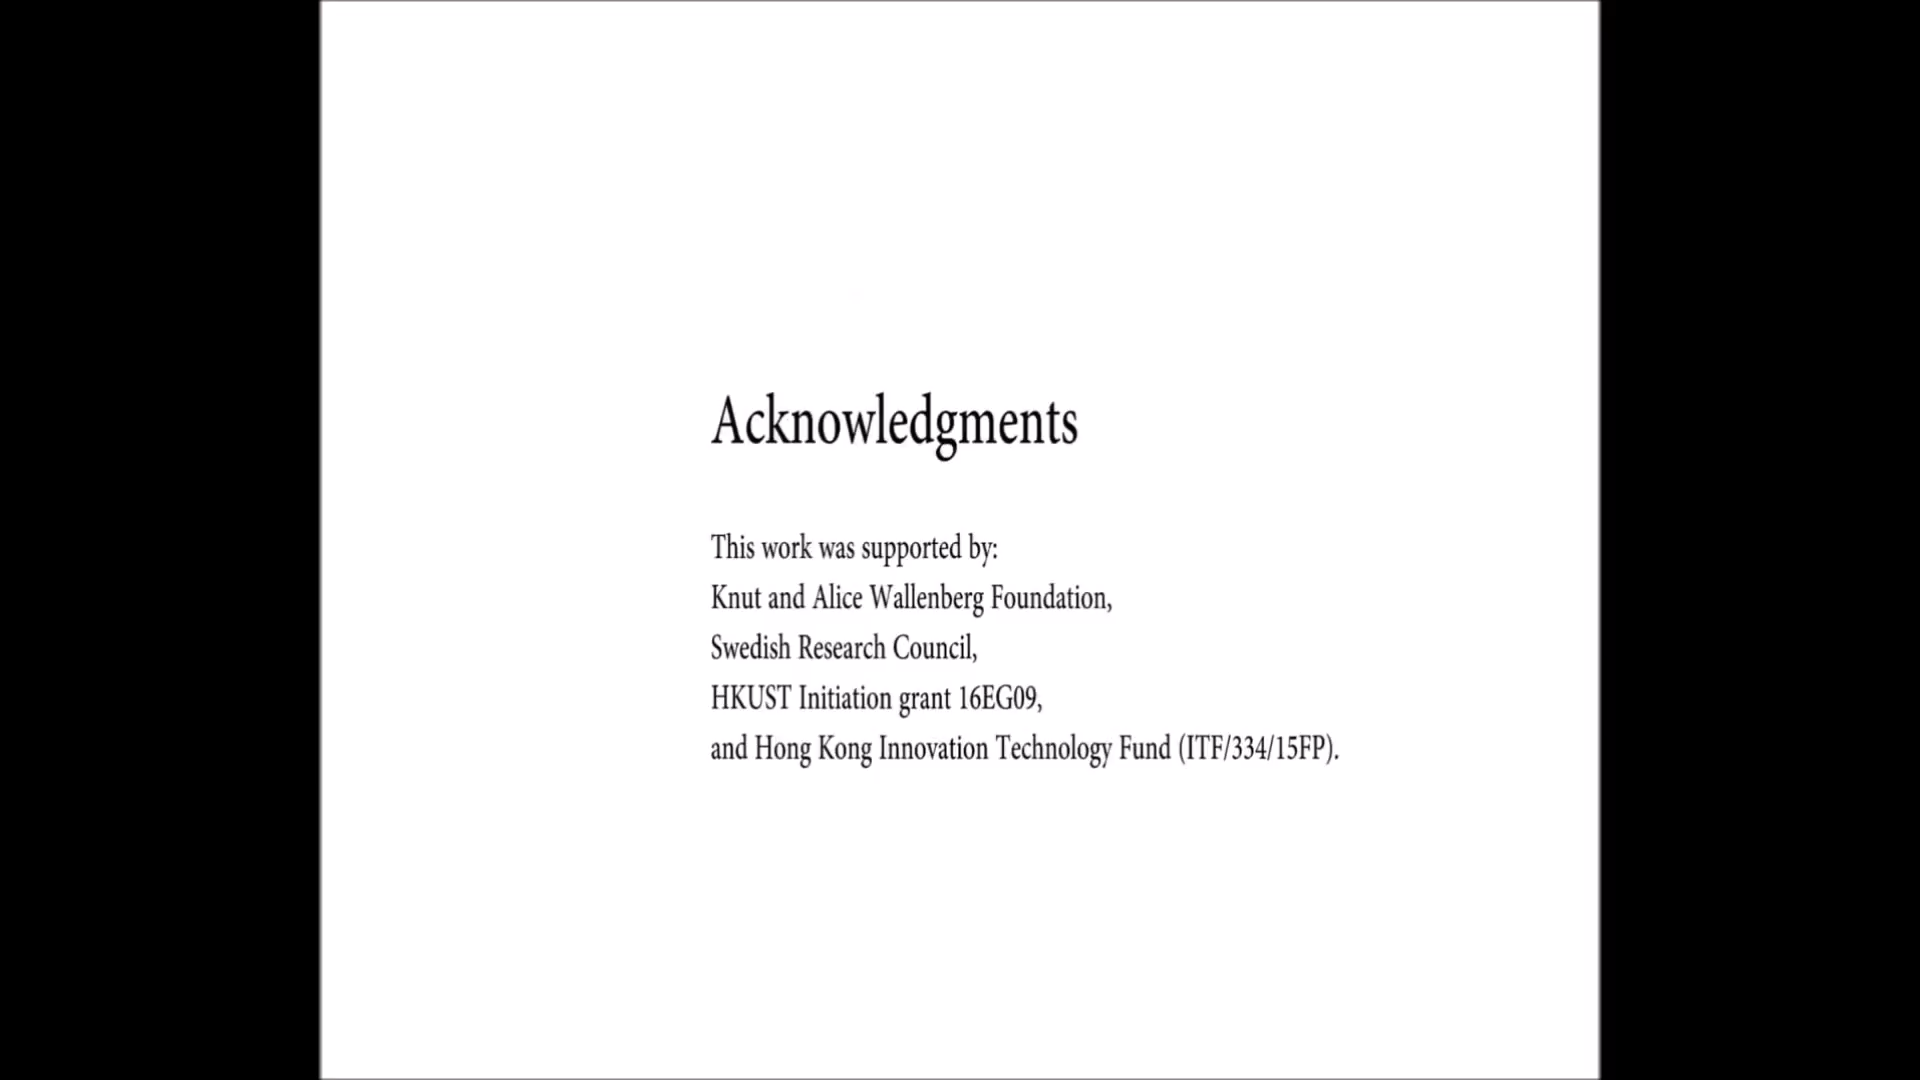 Acknowledgments
This work was supported by:
Knut and Alice Wallenberg Foundation,
Swedish Research Council,
HKUST Initiation grant 16EG09,
and Hong Kong Innovation Technology Fund (ITF/334/15FP).